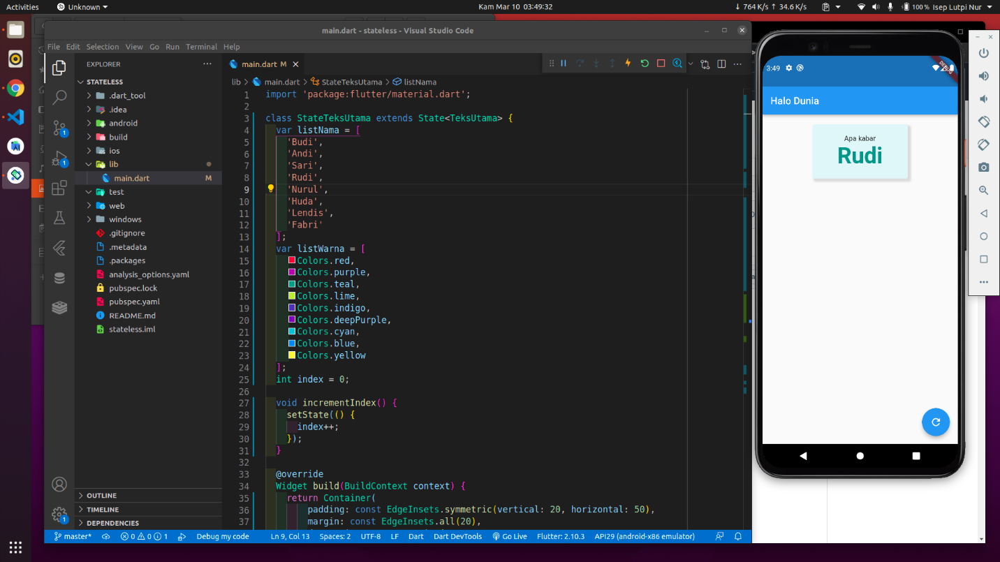 Activities
Unknown
Kam Mar 10 03:49:32
↓ 764 K/s ↑ 34.6 K/s
100%
Isep Lutpi Nur
main.dart - stateless - Visual Studio Code
File Edit Selection View Go Run Terminal Help
EXPLORER
STATELESS
.dart_tool
.idea
android
build
ios
lib
main.dart M
test
web
windows
.gitignore
.metadata
.packages
analysis_options.yaml
pubspec.lock
pubspec.yaml
README.md
stateless.iml
OUTLINE
TIMELINE
DEPENDENCIES
1
1
1
main.dart M
lib > main.dart > StateTeksUtama > listNama
1 import 'package:flutter/material.dart';
2
3 class StateTeksUtama extends State<TeksUtama> {
4 var listNama = [
5 'Budi',
6 'Andi',
7 'Sari',
8 'Rudi',
9 'Nurul',
10 'Huda',
11 'Lendis',
12 'Fabri'
13 ];
14 var listWarna = [
15 Colors.red,
16 Colors.purple,
17 Colors.teal,
18 Colors.lime,
19 Colors.indigo,
20 Colors.deepPurple,
21 Colors.cyan,
22 Colors.blue,
23 Colors.yellow
24 ];
25 int index = 0;
26
27 void incrementIndex() {
28 setState(() {
29 index++;
30 });
31 }
32
33 @override
34 Widget build(BuildContext context) {
35 return Container(
36 padding: const EdgeInsets.symmetric(vertical: 20, horizontal: 50),
37 margin: const EdgeInsets.all(20),
master*
0 0 1
Debug my code
Ln 9, Col 13
Spaces: 2
UTF-8
LF
Dart
Dart DevTools
Go Live
Flutter: 2.10.3
API29 (android-x86 emulator)
3:49
DEBUG
Halo Dunia
Apa kabar
Rudi